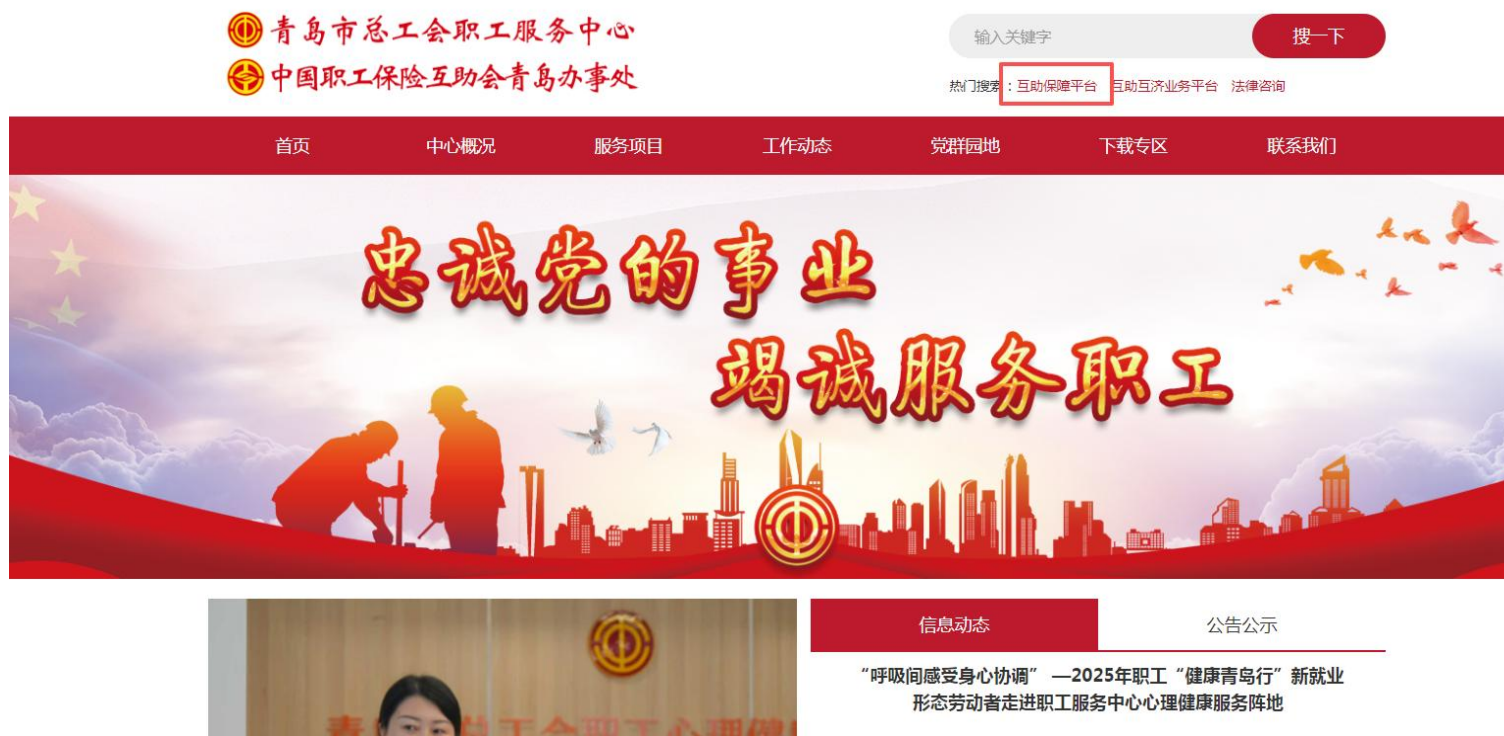 青岛市总工会职工服务中心
中国职工保险互助会青岛办事处
输入关键字
搜一下
热门搜索：互助保障平台 互助互济业务平台 法律咨询
首页 中心概况 服务项目 工作动态 党群园地 下载专区 联系我们
忠诚党的事业
竭诚服务职工
信息动态
公告公示
“呼吸间感受身心协调” —2025年职工“健康青岛行”新就业
形态劳动者走进职工服务中心心理健康服务阵地